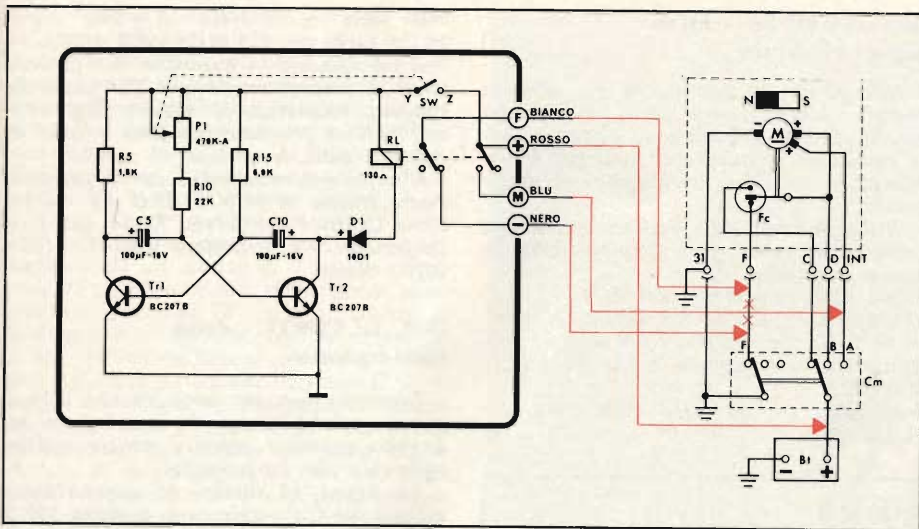 Y SW Z
P1
470K-A
R5
1,8K
R10
22K
R15
6,9K
RL
130Ω
C5
+
100µF-16V
C10
+
100µF-16V
D1
+
10D1
Tr1
BC207B
Tr2
BC207B
F BIANCO
+ ROSSO
M BLU
- NERO
N S
- + +
M
Fc
31 F C D INT
F B A
Cm
Bt
- +